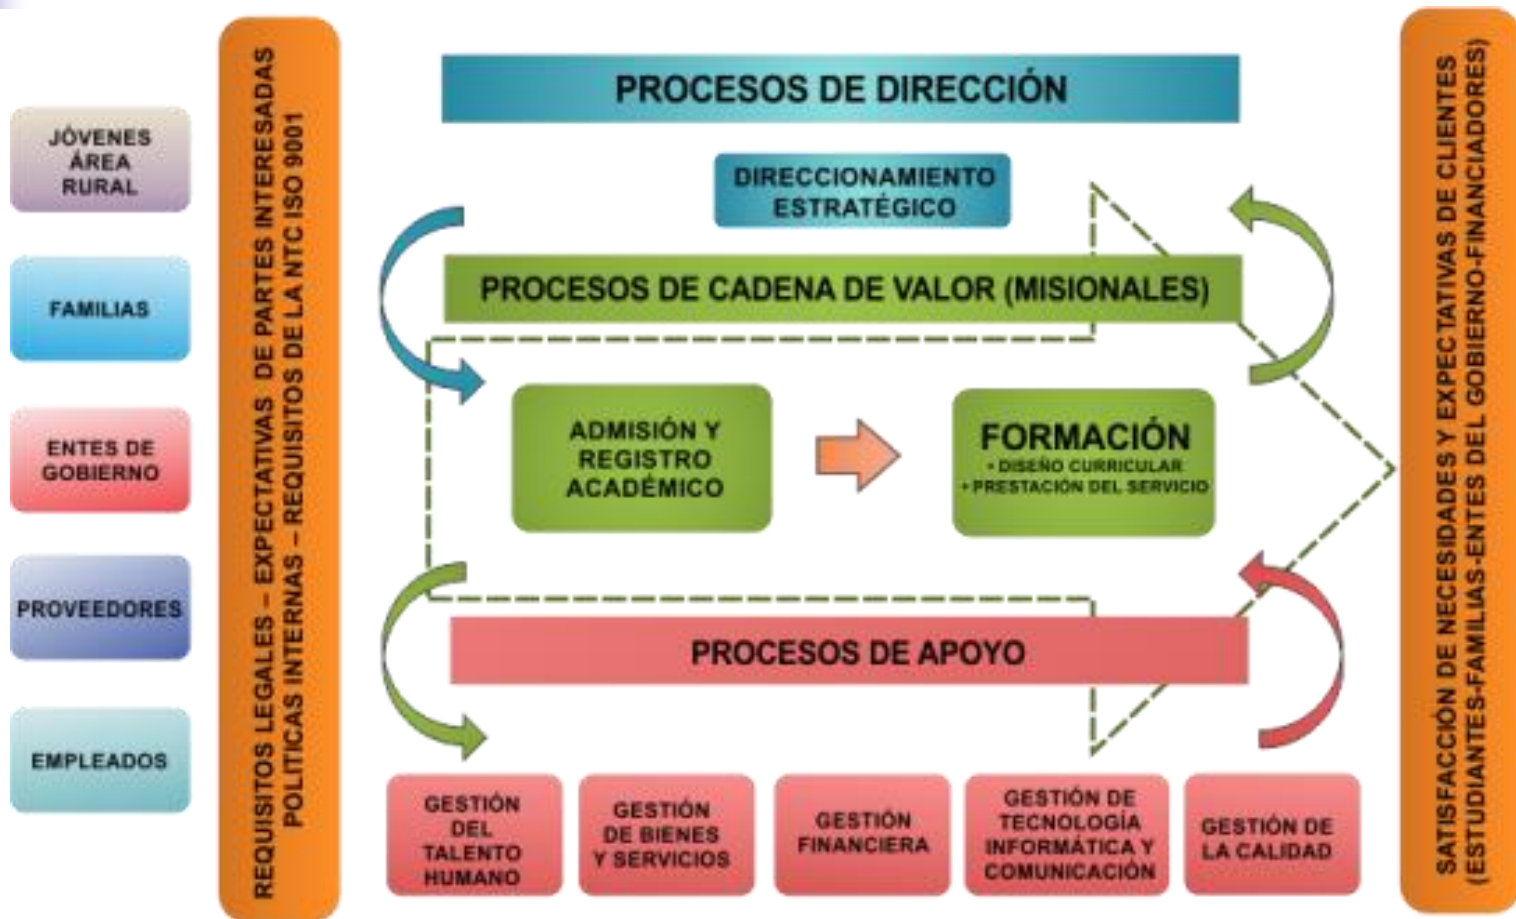 JÓVENES
ÁREA
RURAL
FAMILIAS
ENTES DE
GOBIERNO
PROVEEDORES
EMPLEADOS
REQUISITOS LEGALES – EXPECTATIVAS DE PARTES INTERESADAS
POLITICAS INTERNAS – REQUISITOS DE LA NTC ISO 9001
PROCESOS DE DIRECCIÓN
DIRECCIONAMIENTO
ESTRATÉGICO
PROCESOS DE CADENA DE VALOR (MISIONALES)
ADMISIÓN Y
REGISTRO
ACADÉMICO
FORMACIÓN
• DISEÑO CURRICULAR
• PRESTACIÓN DEL SERVICIO
PROCESOS DE APOYO
GESTIÓN
DEL
TALENTO
HUMANO
GESTIÓN
DE BIENES
Y SERVICIOS
GESTIÓN
FINANCIERA
GESTIÓN DE
TECNOLOGÍA
INFORMÁTICA Y
COMUNICACIÓN
GESTIÓN DE
LA CALIDAD
SATISFACCIÓN DE NECESIDADES Y EXPECTATIVAS DE CLIENTES
(ESTUDIANTES-FAMILIAS-ENTES DEL GOBIERNO-FINANCIADORES)